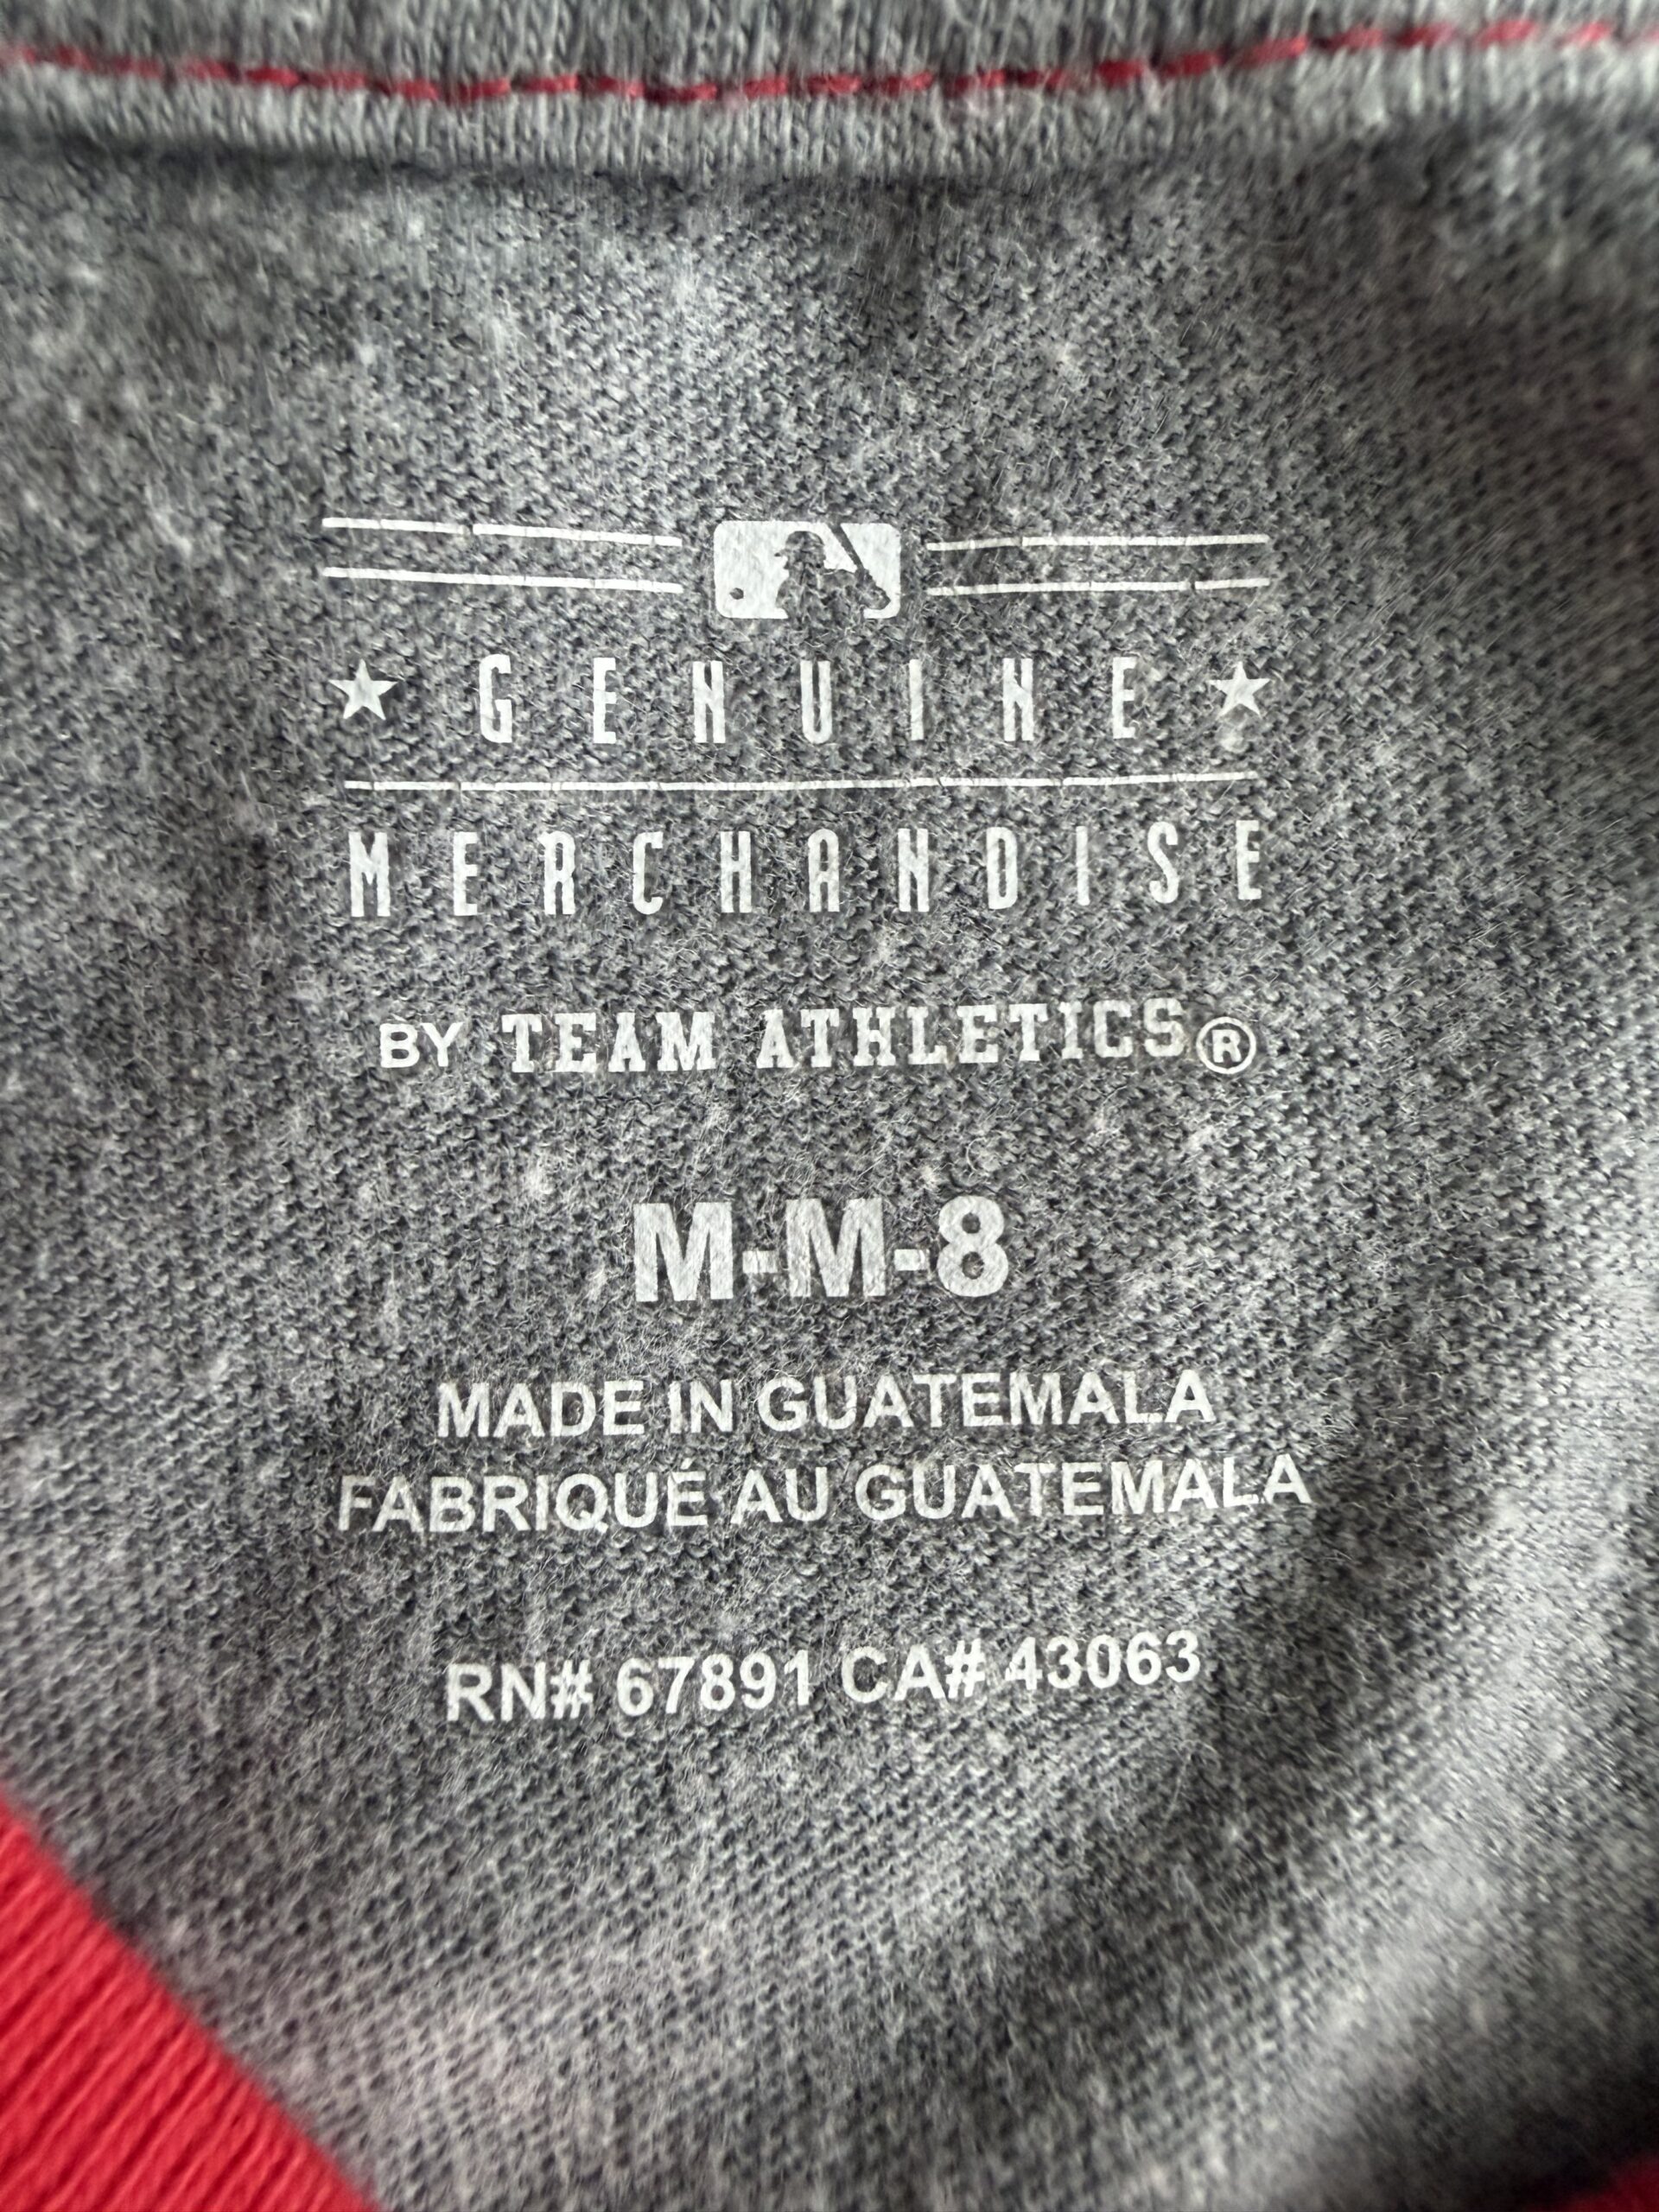 GENUINE
MERCHANDISE
BY TEAM ATHLETICS®
M-M-8
MADE IN GUATEMALA
FABRIQUÉ AU GUATEMALA
RN# 67891 CA# 43063